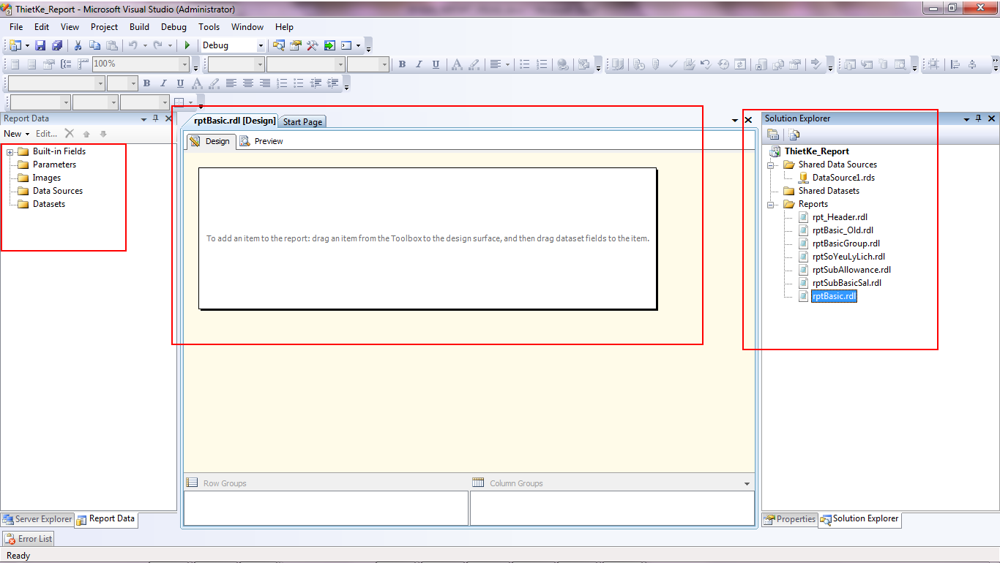 ThietKe_Report - Microsoft Visual Studio (Administrator)
File Edit View Project Build Debug Tools Window Help
Debug
100%
B I U
B I U
Report Data
New Edit...
Built-in Fields
Parameters
Images
Data Sources
Datasets
Server Explorer Report Data
Error List
Ready
rptBasic.rdl [Design] Start Page
Design Preview
To add an item to the report: drag an item from the Toolbox to the design surface, and then drag dataset fields to the item.
Row Groups Column Groups
Solution Explorer
ThietKe_Report
Shared Data Sources
DataSource1.rds
Shared Datasets
Reports
rpt_Header.rdl
rptBasic_Old.rdl
rptBasicGroup.rdl
rptSoYeuLyLich.rdl
rptSubAllowance.rdl
rptSubBasicSal.rdl
rptBasic.rdl
Properties Solution Explorer